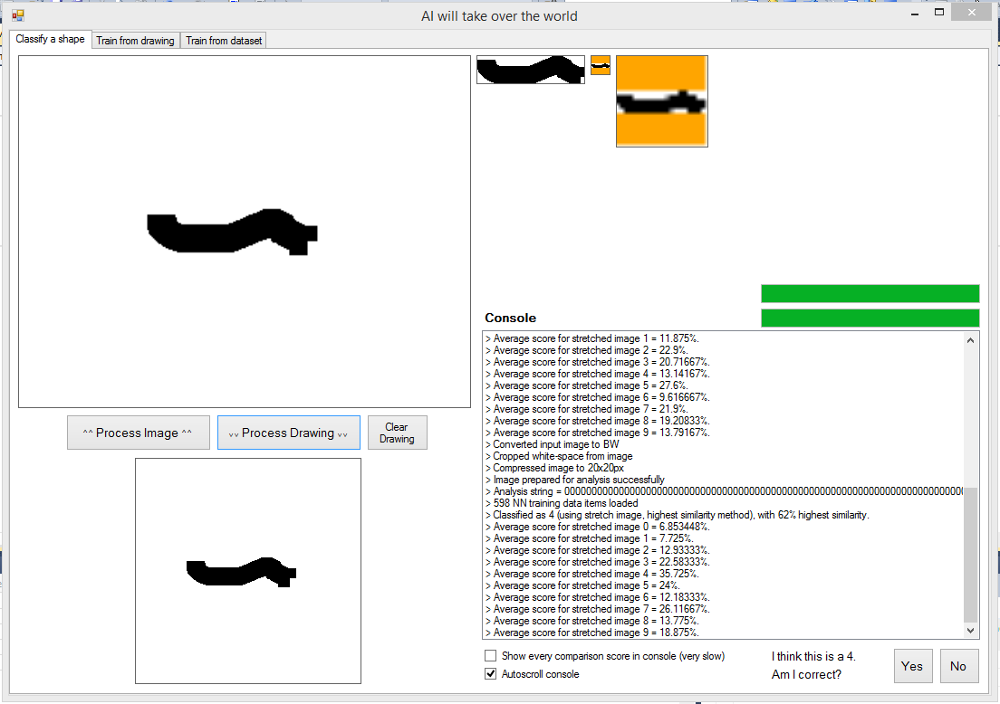 AI will take over the world
Classify a shape
Train from drawing
Train from dataset
Console
> Average score for stretched image 1 = 11.875%.
> Average score for stretched image 2 = 22.9%.
> Average score for stretched image 3 = 20.71667%.
> Average score for stretched image 4 = 13.14167%.
> Average score for stretched image 5 = 27.6%.
> Average score for stretched image 6 = 9.616667%.
> Average score for stretched image 7 = 21.9%.
> Average score for stretched image 8 = 19.20833%.
> Average score for stretched image 9 = 13.79167%.
> Converted input image to BW
> Cropped white-space from image
> Compressed image to 20x20px
> Image prepared for analysis successfully
> Analysis string = 0000000000000000000000000000000000000000000000000000000000000000000000000
> 598 NN training data items loaded
> Classified as 4 (using stretch image, highest similarity method), with 62% highest similarity.
> Average score for stretched image 0 = 6.853448%.
> Average score for stretched image 1 = 7.725%.
> Average score for stretched image 2 = 12.93333%.
> Average score for stretched image 3 = 22.58333%.
> Average score for stretched image 4 = 35.725%.
> Average score for stretched image 5 = 24%.
> Average score for stretched image 6 = 12.18333%.
> Average score for stretched image 7 = 26.11667%.
> Average score for stretched image 8 = 13.775%.
> Average score for stretched image 9 = 18.875%.
^^ Process Image ^^
vv Process Drawing vv
Clear
Drawing
Show every comparison score in console (very slow)
Autoscroll console
I think this is a 4.
Am I correct?
Yes
No